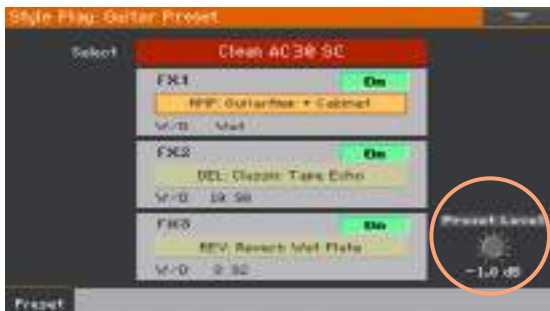 Style Play: Guitar Preset
Select
Clean AC30 SC
FX1
On
AMP: GuitarAmp + Cabinet
W/D
Wet
FX2
On
DEL: Classic Tape Echo
W/D
FX3
On
REV: Reverb Wet Plate
W/D
Preset Level
-1.0 dB
Preset